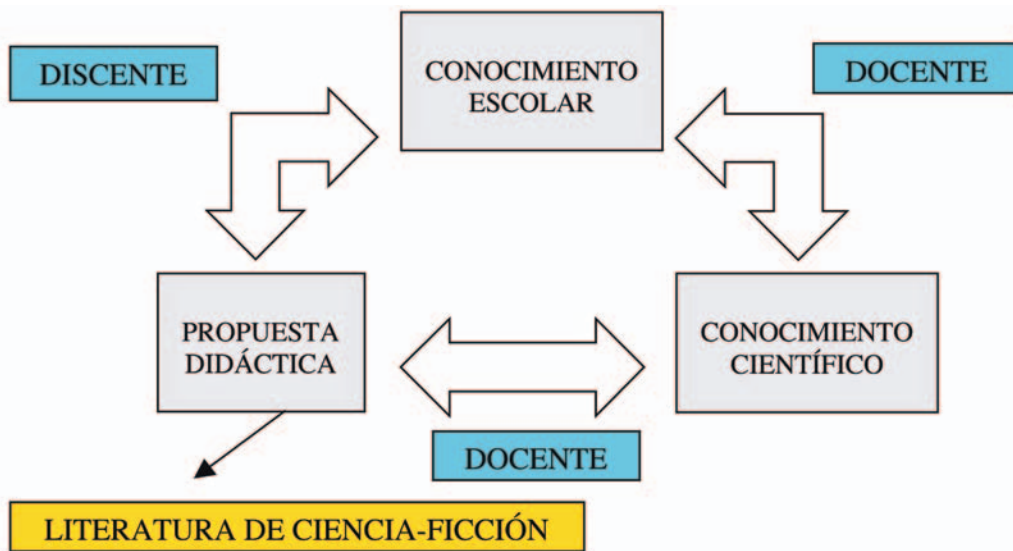 DISCENTE
CONOCIMIENTO
ESCOLAR
DOCENTE
PROPUESTA
DIDÁCTICA
CONOCIMIENTO
CIENTÍFICO
DOCENTE
LITERATURA DE CIENCIA-FICCIÓN